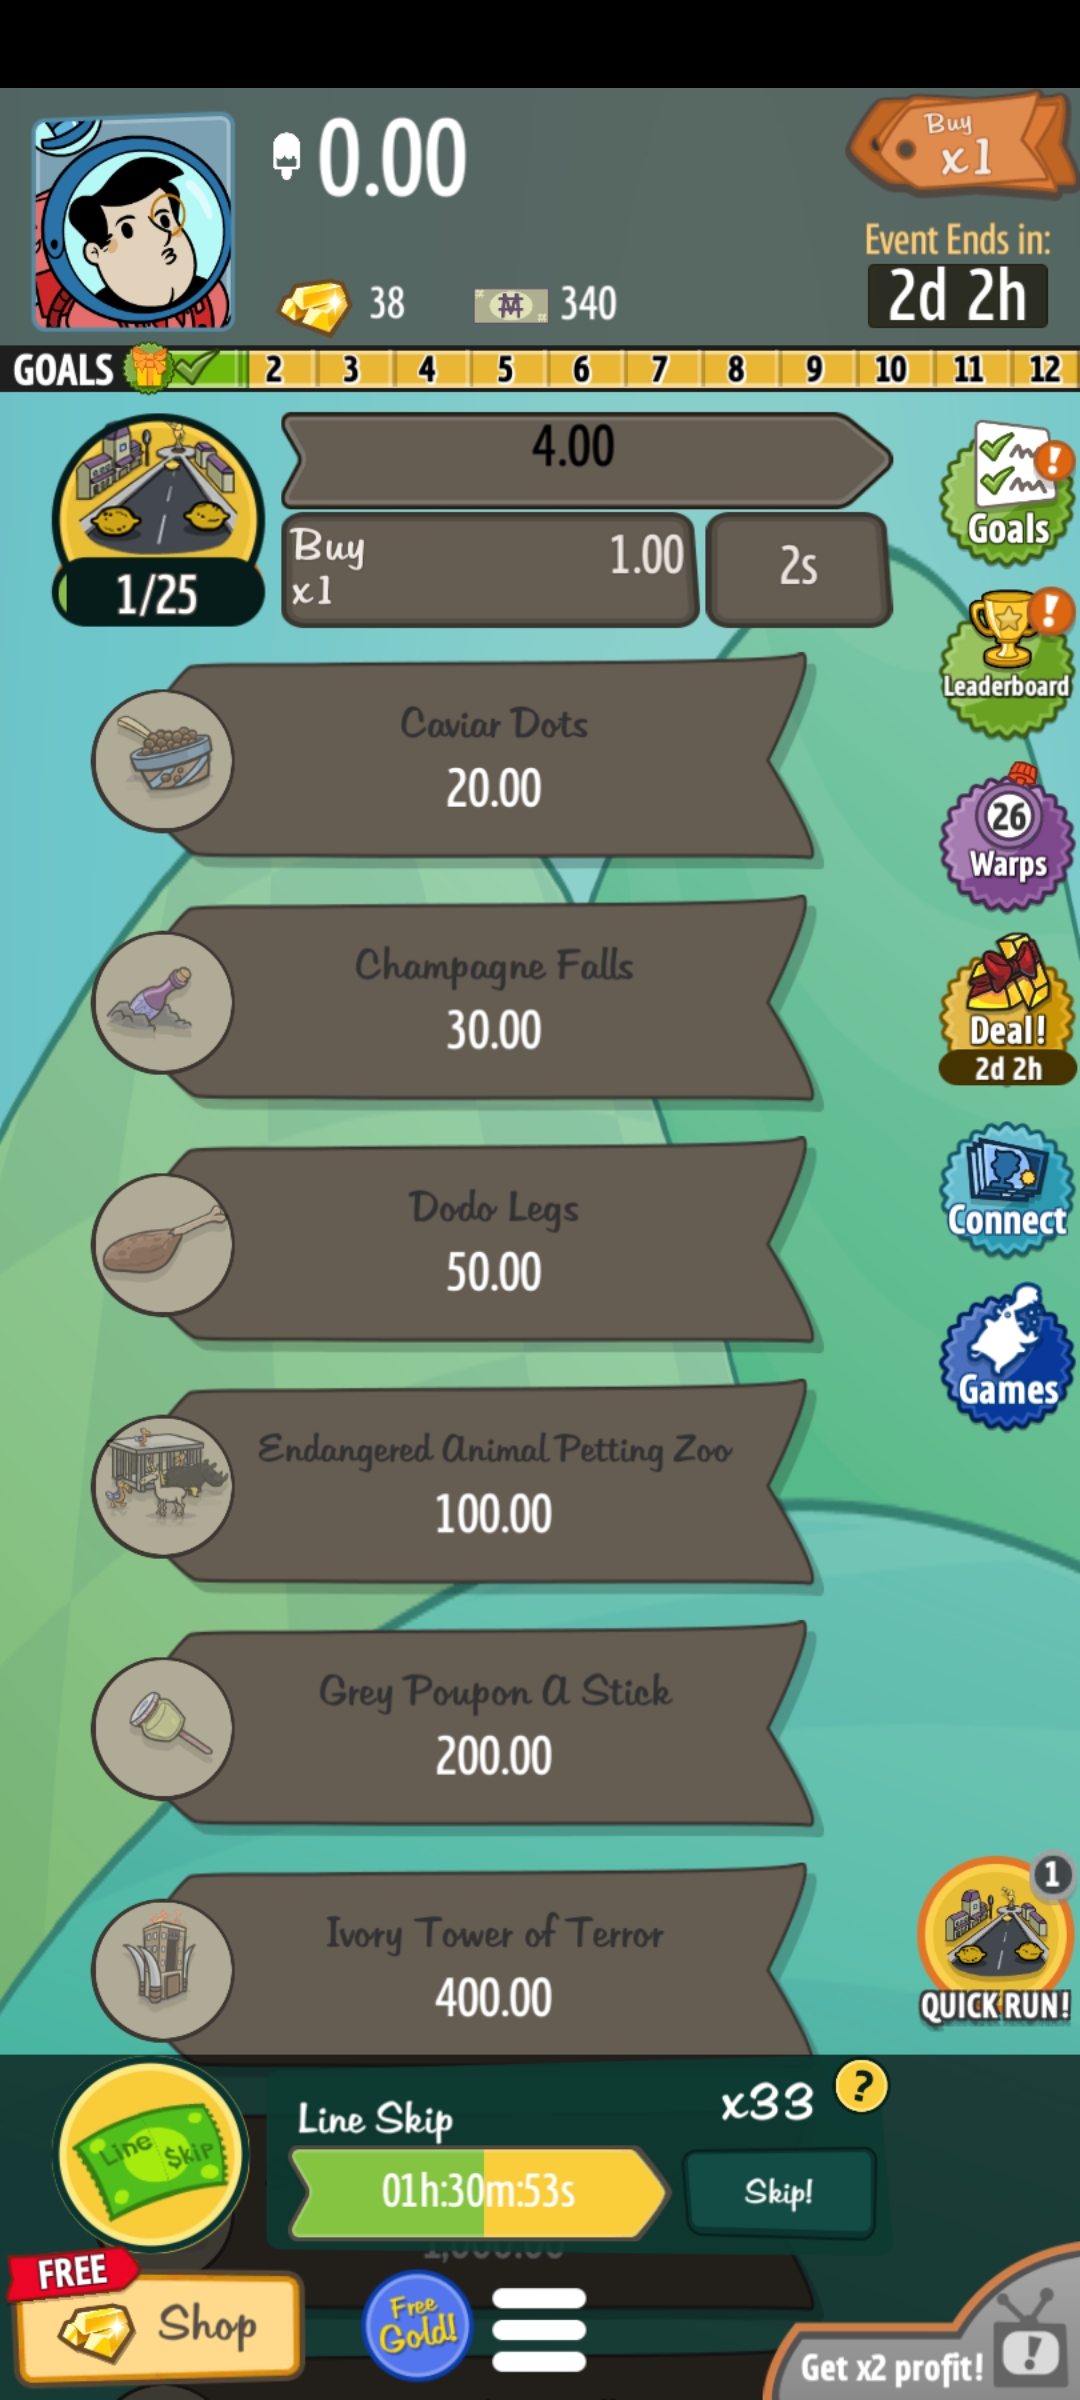 0.00
Buy
x1
Event Ends in:
2d 2h
38
340
GOALS 2 3 4 5 6 7 8 9 10 11 12
4.00
Buy
x1
1.00
2s
1/25
Goals
Leaderboard
Caviar Dots
20.00
26
Warps
Champagne Falls
30.00
Deal!
2d 2h
Dodo Legs
50.00
Connect
Games
Endangered Animal Petting Zoo
100.00
Grey Poupon A Stick
200.00
Ivory Tower of Terror
400.00
1
QUICK RUN!
Line $kip
Line Skip
x33
?
01h:30m:53s
Skip!
1,000.00
FREE
Shop
Free
Gold!
Get x2 profit!